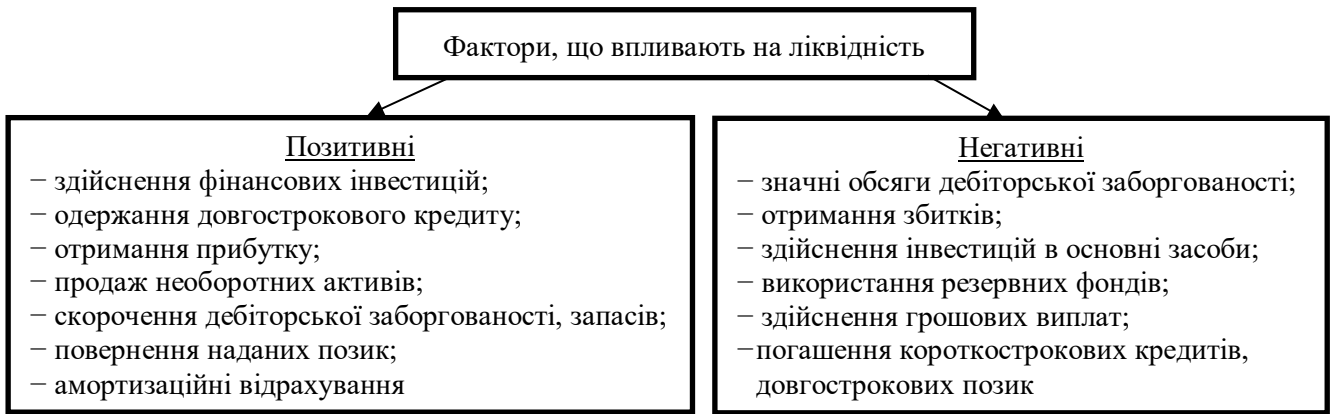 Фактори, що впливають на ліквідність
Позитивні
− здійснення фінансових інвестицій;
− одержання довгострокового кредиту;
− отримання прибутку;
− продаж необоротних активів;
− скорочення дебіторської заборгованості, запасів;
− повернення наданих позик;
− амортизаційні відрахування
Негативні
− значні обсяги дебіторської заборгованості;
− отримання збитків;
− здійснення інвестицій в основні засоби;
− використання резервних фондів;
− здійснення грошових виплат;
−погашення короткострокових кредитів,
довгострокових позик